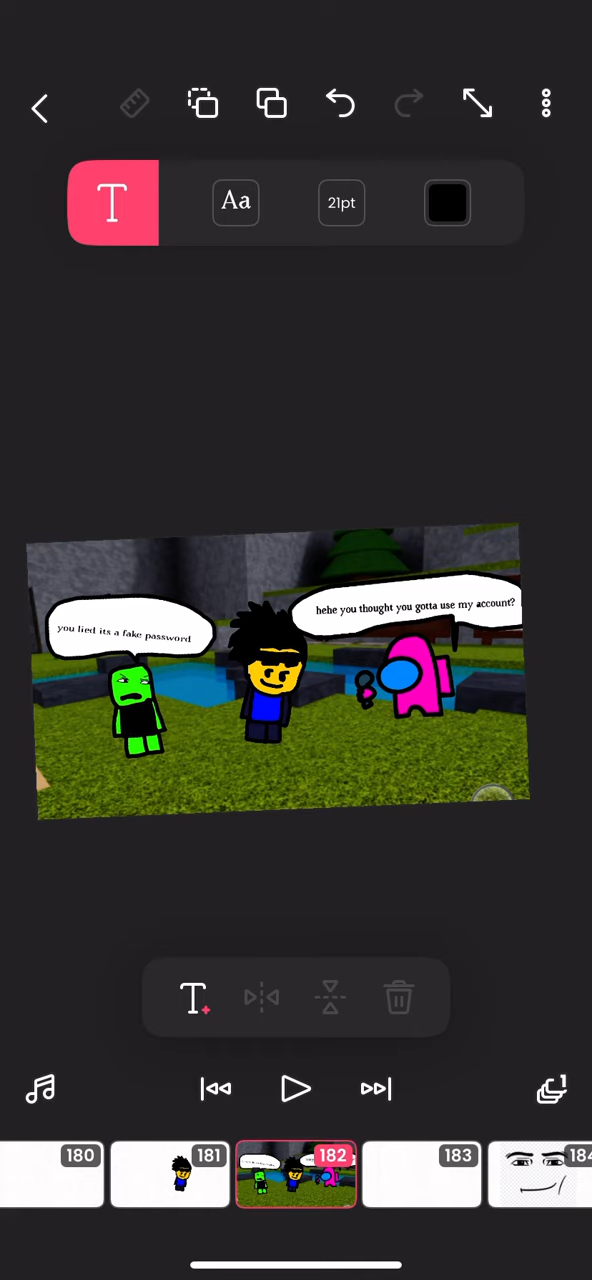 T
Aa
21pt
you lied its a fake password
hehe you thought you gotta use my account?
T
1
180
181
182
183
184